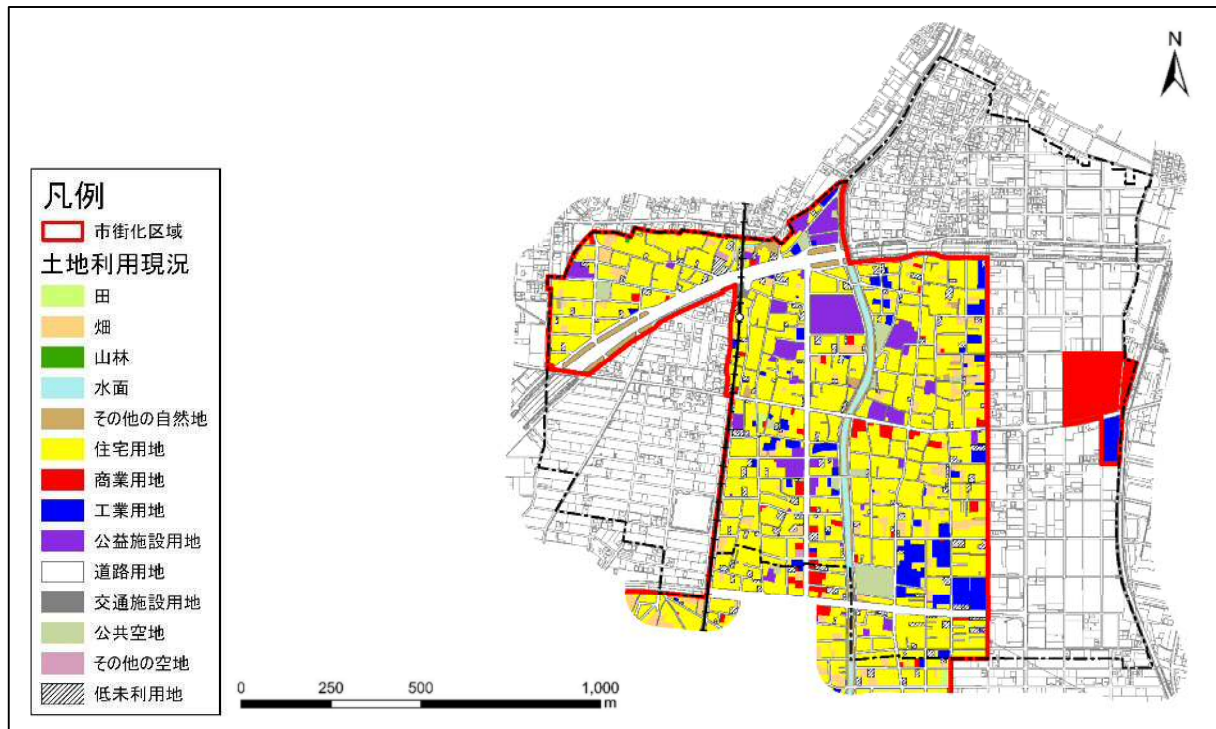 N
凡例
市街化区域
土地利用現況
田
畑
山林
水面
その他の自然地
住宅用地
商業用地
工業用地
公益施設用地
道路用地
交通施設用地
公共空地
その他の空地
低未利用地
0 250 500 1,000
m